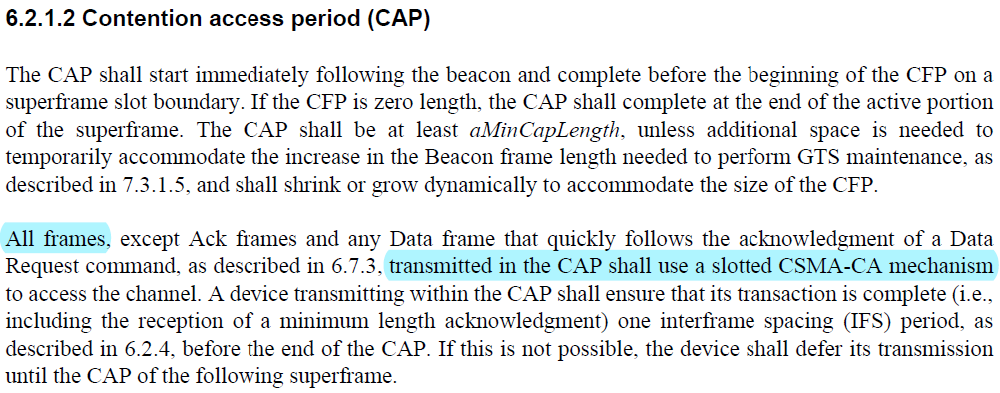 6.2.1.2 Contention access period (CAP)
The CAP shall start immediately following the beacon and complete before the beginning of the CFP on a
superframe slot boundary. If the CFP is zero length, the CAP shall complete at the end of the active portion
of the superframe. The CAP shall be at least aMinCapLength, unless additional space is needed to
temporarily accommodate the increase in the Beacon frame length needed to perform GTS maintenance, as
described in 7.3.1.5, and shall shrink or grow dynamically to accommodate the size of the CFP.
All frames, except Ack frames and any Data frame that quickly follows the acknowledgment of a Data
Request command, as described in 6.7.3, transmitted in the CAP shall use a slotted CSMA-CA mechanism
to access the channel. A device transmitting within the CAP shall ensure that its transaction is complete (i.e.,
including the reception of a minimum length acknowledgment) one interframe spacing (IFS) period, as
described in 6.2.4, before the end of the CAP. If this is not possible, the device shall defer its transmission
until the CAP of the following superframe.